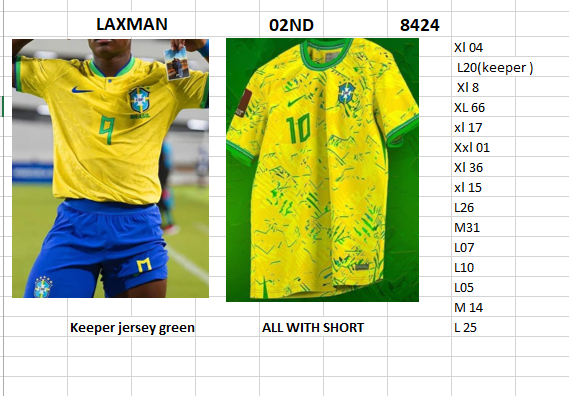 LAXMAN 02ND 8424
Xl 04
L20(keeper )
Xl 8
XL 66
xl 17
Xxl 01
Xl 36
xl 15
L26
M31
L07
L10
L05
M 14
L 25
9
BRASIL
M
10
Keeper jersey green ALL WITH SHORT